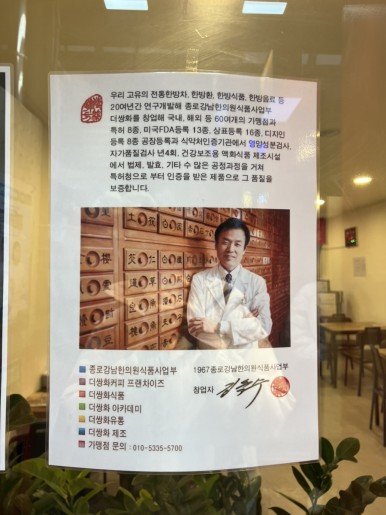 우리 고유의 전통한방차, 한방환, 한방식품, 한방음료 등
20여년간 연구개발해 종로강남한의원식품사업부
더쌍화를 창업해 국내, 해외 등 60여개의 가맹점과
특허 8종, 미국FDA등록 13종, 상표등록 16종, 디자인
등록 8종 공장등록과 식약처인증기관에서 영양성분검사,
자가품질검사 년4회, 건강보조용 액화식품 제조시설
에서 법제, 발효, 기타 수 많은 공정과정을 거쳐
특허청으로 부터 인증을 받은 제품으로 그 품질을
보증합니다.
종로강남한의원식품사업부
더쌍화커피 프랜차이즈
더쌍화식품
더쌍화 아카데미
더쌍화유통
더쌍화 제조
가맹점 문의 : 010-5335-5700
1967종로강남한의원식품사업부
창업자